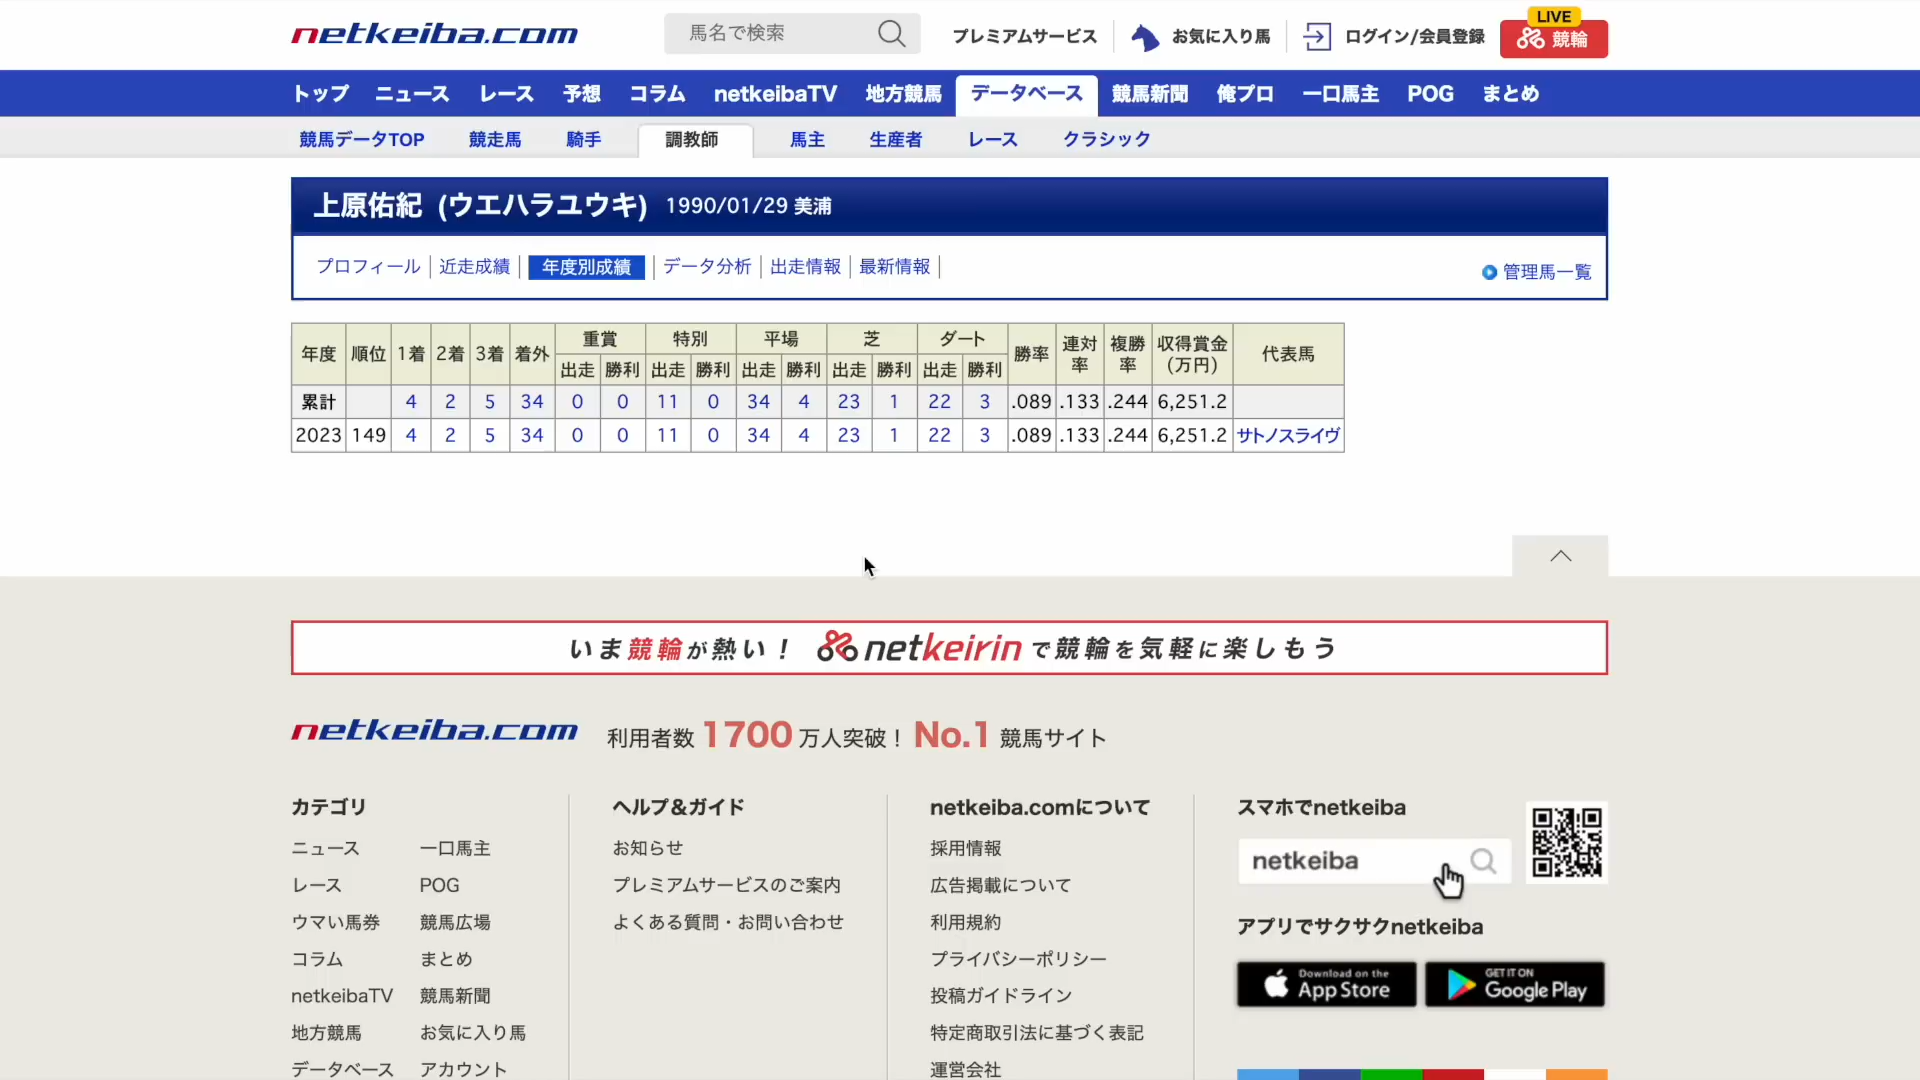 netkeiba.com 馬名で検索 プレミアムサービス お気に入り馬 ログイン/会員登録 LIVE 競輪
トップ ニュース レース 予想 コラム netkeibaTV 地方競馬 データベース 競馬新聞 俺プロ 一口馬主 POG まとめ
競馬データTOP 競走馬 騎手 調教師 馬主 生産者 レース クラシック
上原佑紀 (ウエハラユウキ) 1990/01/29 美浦
プロフィール 近走成績 年度別成績 データ分析 出走情報 最新情報 管理馬一覧
年度 順位 1着 2着 3着 着外 重賞 特別 平場 芝 ダート 勝率 連対率 複勝率 収得賞金(万円) 代表馬
出走 勝利 出走 勝利 出走 勝利 出走 勝利 出走 勝利
累計 4 2 5 34 0 0 11 0 34 4 23 1 22 3 .089 .133 .244 6,251.2
2023 149 4 2 5 34 0 0 11 0 34 4 23 1 22 3 .089 .133 .244 6,251.2 サトノスライヴ
いま競輪が熱い！ netkeirinで競輪を気軽に楽しもう
netkeiba.com 利用者数1700万人突破！No.1競馬サイト
カテゴリ
ニュース 一口馬主
レース POG
ウマい馬券 競馬広場
コラム まとめ
netkeibaTV 競馬新聞
地方競馬 お気に入り馬
データベース アカウント
ヘルプ＆ガイド
お知らせ
プレミアムサービスのご案内
よくある質問・お問い合わせ
netkeiba.comについて
採用情報
広告掲載について
利用規約
プライバシーポリシー
投稿ガイドライン
特定商取引法に基づく表記
運営会社
スマホでnetkeiba
netkeiba
アプリでサクサクnetkeiba
Download on the App Store
GET IT ON Google Play